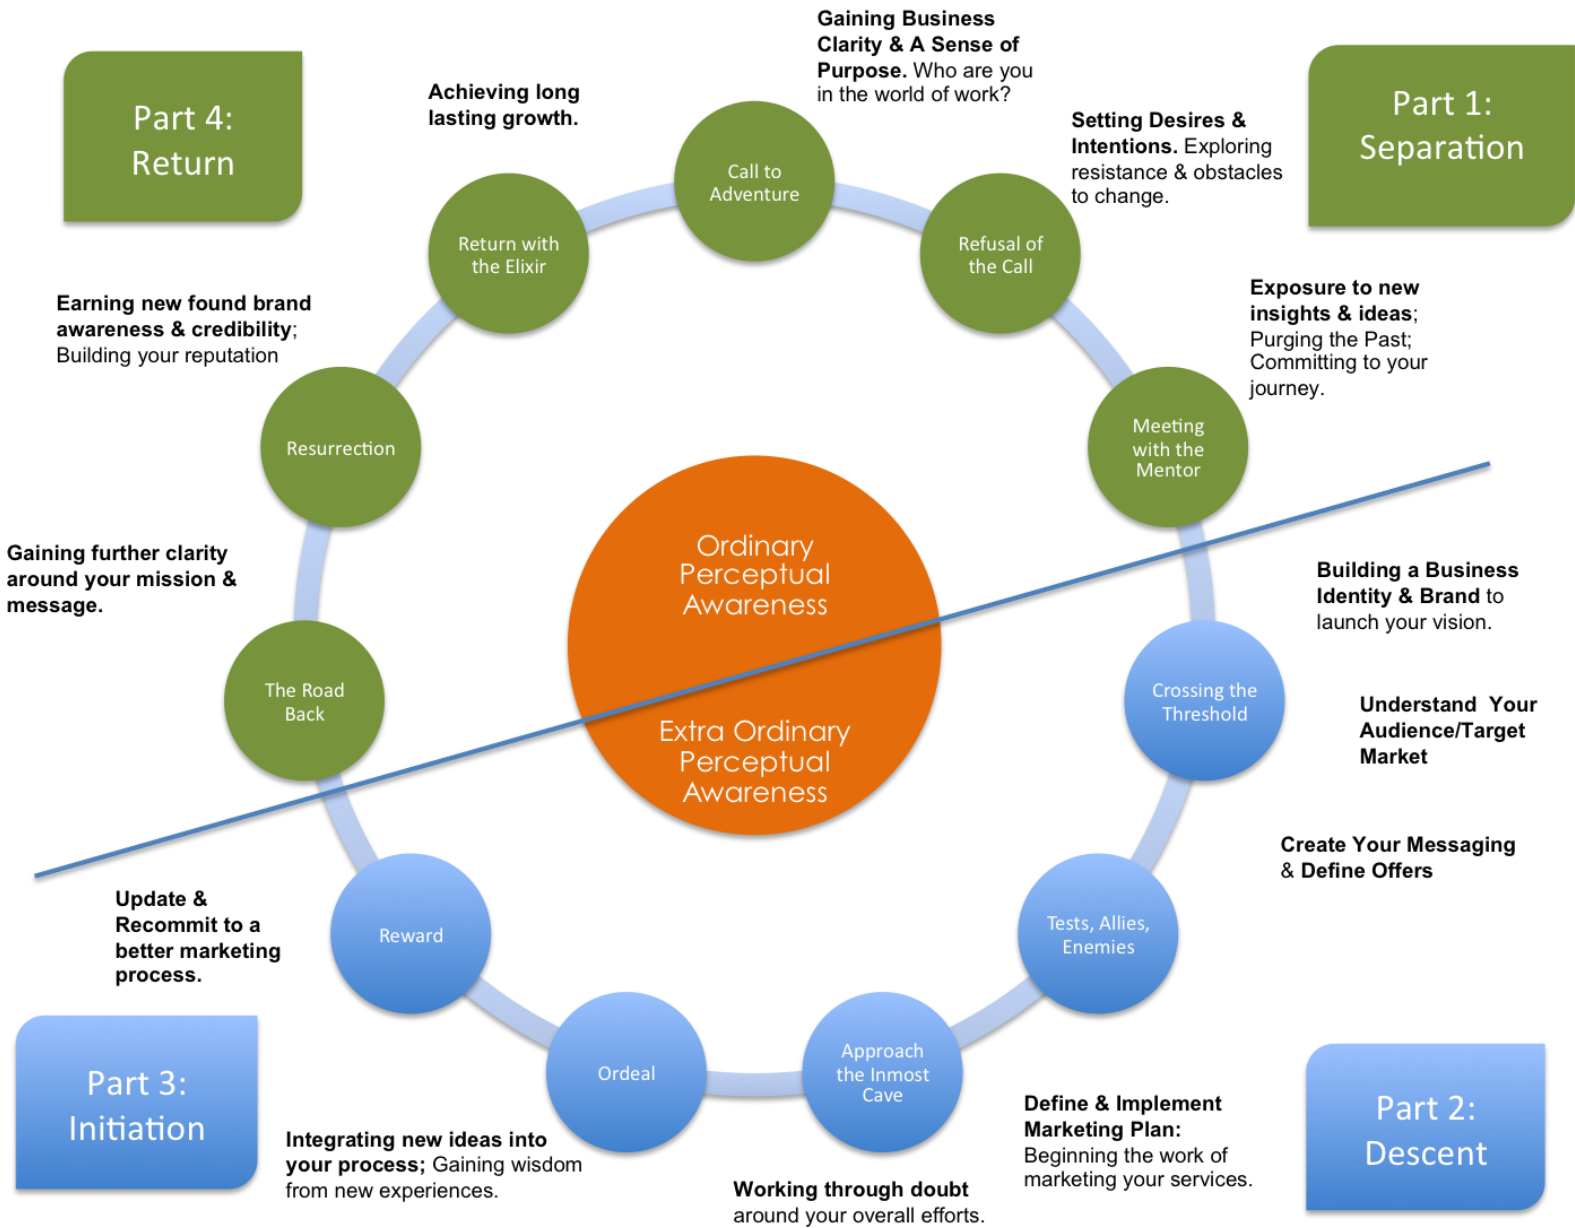 Gaining Business
Clarity & A Sense of
Purpose. Who are you
in the world of work?
Part 4:
Return
Achieving long
lasting growth.
Part 1:
Separation
Setting Desires &
Intentions. Exploring
resistance & obstacles
to change.
Call to
Adventure
Return with
the Elixir
Refusal of
the Call
Earning new found brand
awareness & credibility;
Building your reputation
Exposure to new
insights & ideas;
Purging the Past;
Committing to your
journey.
Resurrection
Meeting
with the
Mentor
Gaining further clarity
around your mission &
message.
Ordinary
Perceptual
Awareness
Building a Business
Identity & Brand to
launch your vision.
The Road
Back
Extra Ordinary
Perceptual
Awareness
Crossing the
Threshold
Understand Your
Audience/Target
Market
Create Your Messaging
& Define Offers
Update &
Recommit to a
better marketing
process.
Reward
Tests, Allies,
Enemies
Part 3:
Initiation
Ordeal
Approach
the Inmost
Cave
Part 2:
Descent
Integrating new ideas into
your process; Gaining wisdom
from new experiences.
Define & Implement
Marketing Plan:
Beginning the work of
marketing your services.
Working through doubt
around your overall efforts.